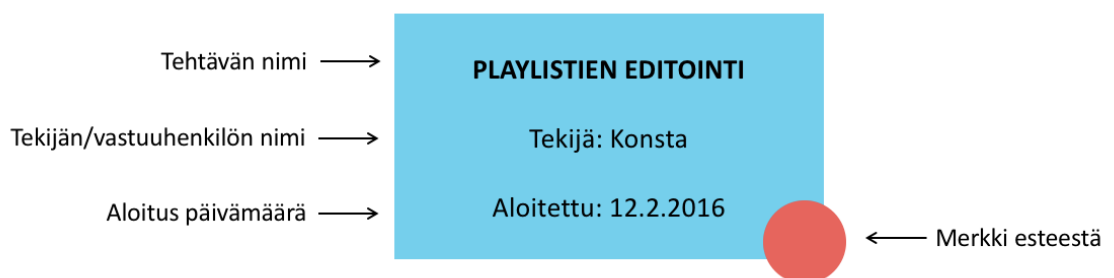 Tehtävän nimi
PLAYLISTIEN EDITOINTI
Tekijän/vastuuhenkilön nimi
Tekijä: Konsta
Aloitus päivämäärä
Aloitettu: 12.2.2016
Merkki esteestä